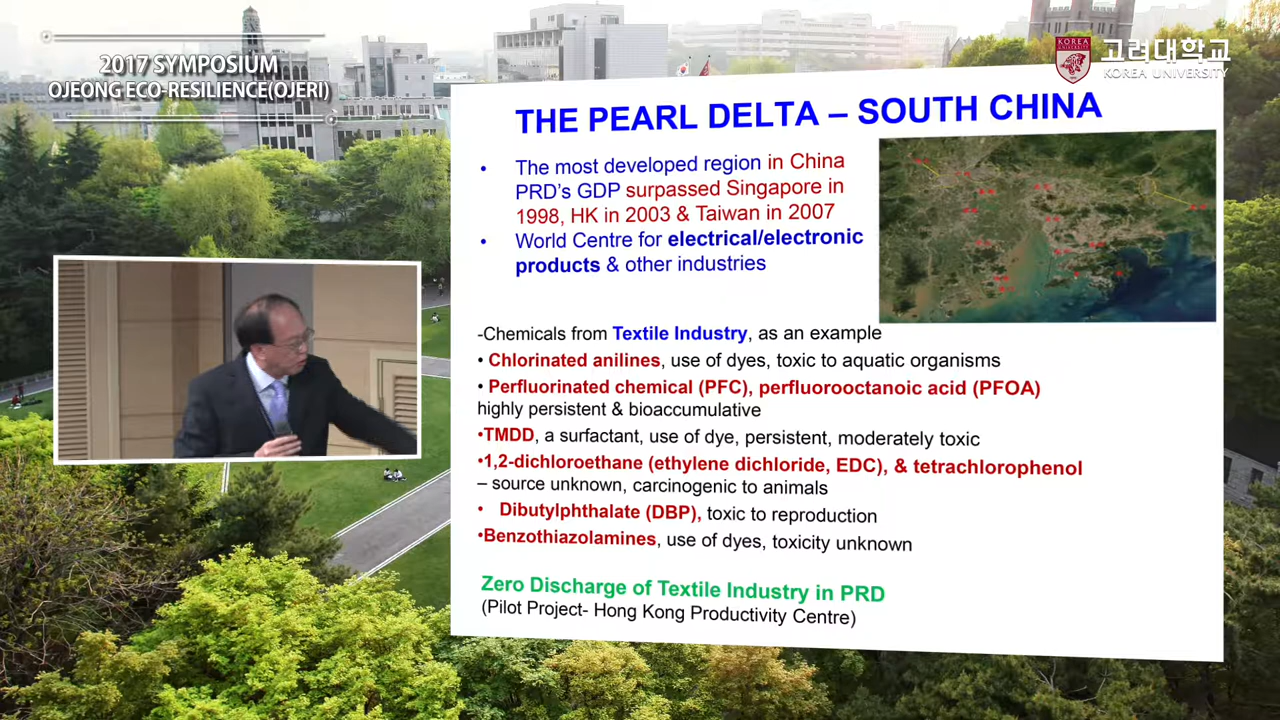 2017 SYMPOSIUM
OJEONG ECO-RESILIENCE(OJERI)
고려대학교
KOREA UNIVERSITY
THE PEARL DELTA – SOUTH CHINA
• The most developed region in China
PRD's GDP surpassed Singapore in
1998, HK in 2003 & Taiwan in 2007
• World Centre for electrical/electronic
products & other industries
-Chemicals from Textile Industry, as an example
• Chlorinated anilines, use of dyes, toxic to aquatic organisms
• Perfluorinated chemical (PFC), perfluorooctanoic acid (PFOA)
highly persistent & bioaccumulative
•TMDD, a surfactant, use of dye, persistent, moderately toxic
•1,2-dichloroethane (ethylene dichloride, EDC), & tetrachlorophenol
– source unknown, carcinogenic to animals
• Dibutylphthalate (DBP), toxic to reproduction
•Benzothiazolamines, use of dyes, toxicity unknown
Zero Discharge of Textile Industry in PRD
(Pilot Project- Hong Kong Productivity Centre)